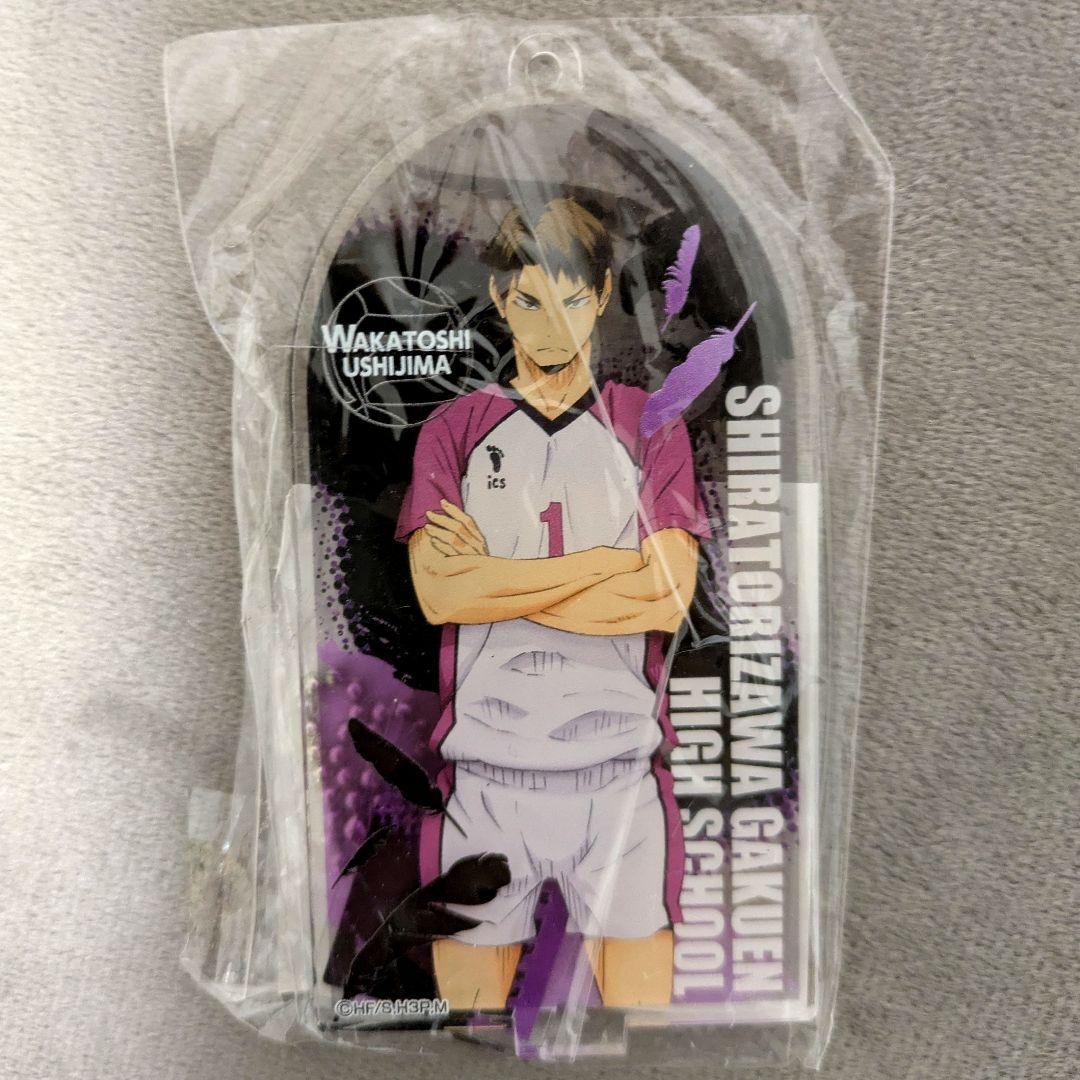 WAKATOSHI
USHIJIMA
ics
1
SHIRATORIZAWA GAKUEN
HIGH SCHOOL
©HF/S,H3P,M